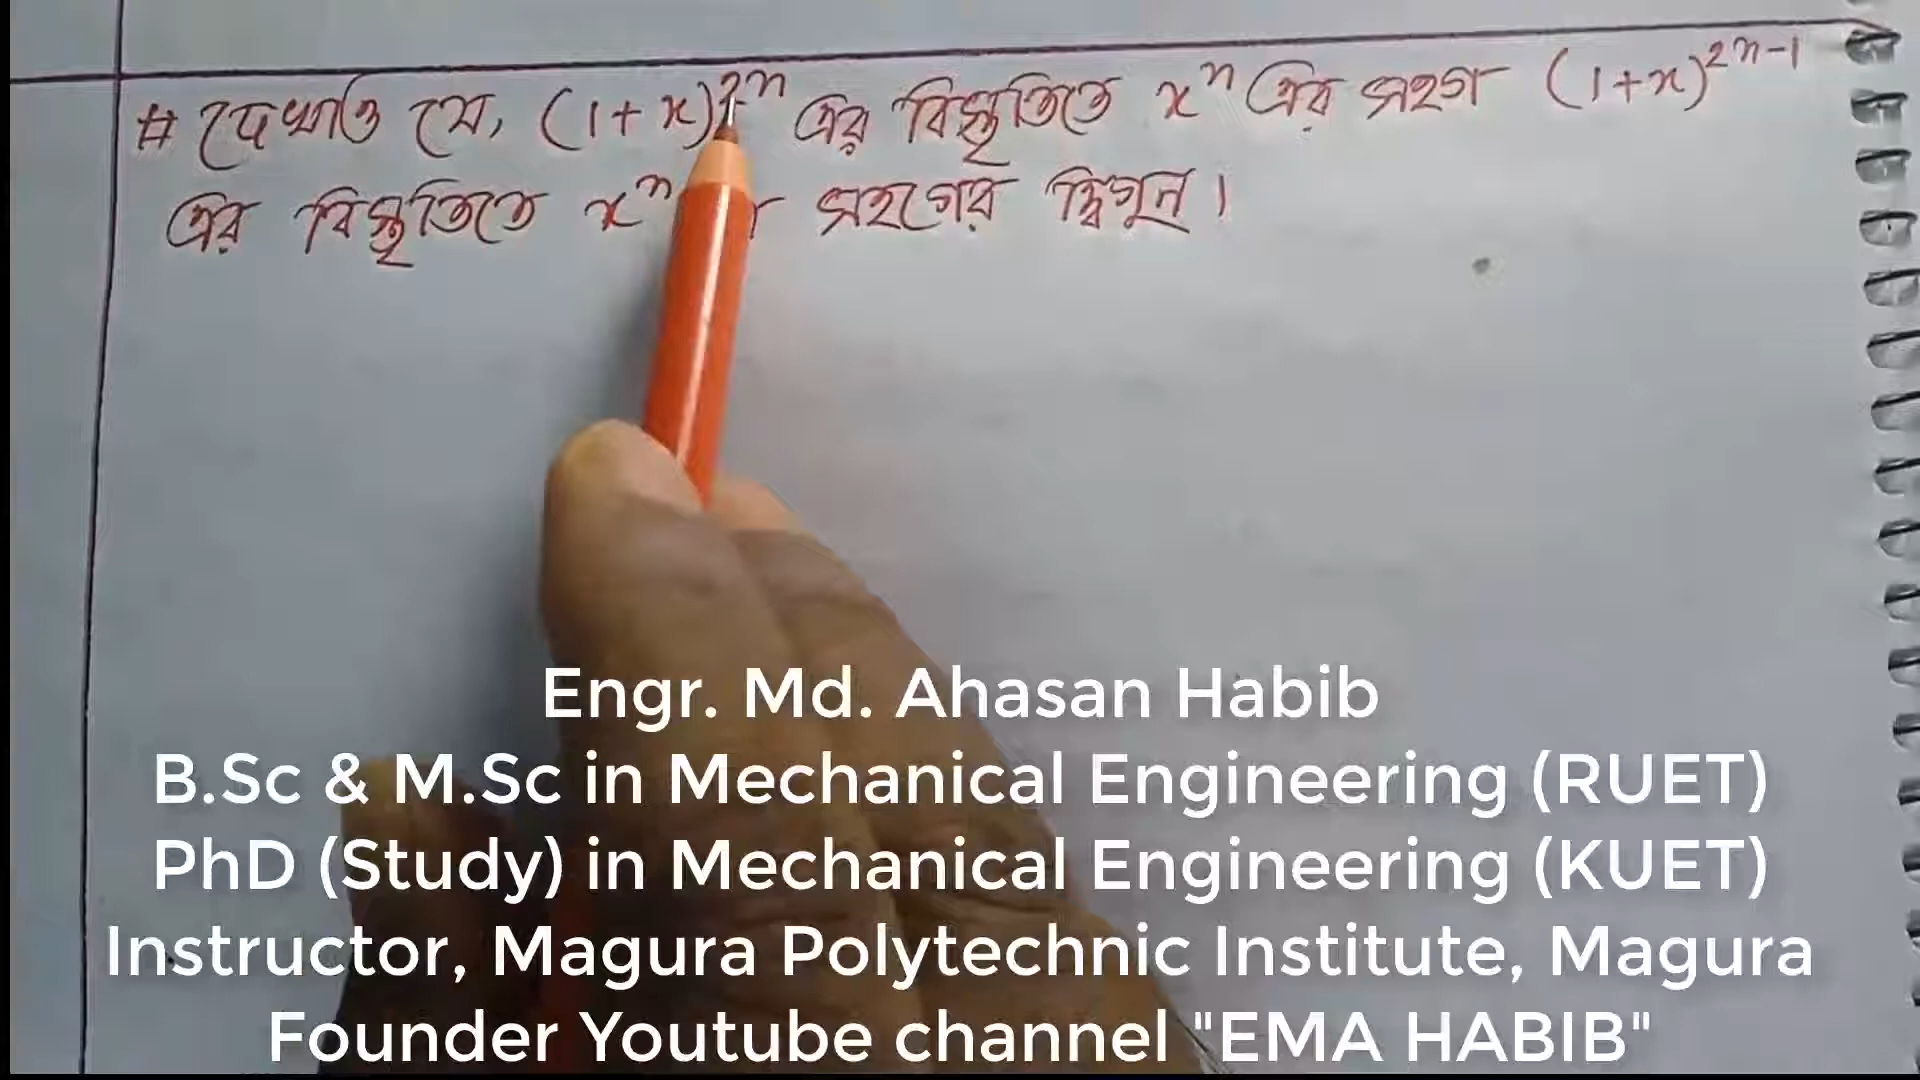 # দেখাও যে, (1+x)²ⁿ এর বিস্তৃতিতে xⁿ এর সহগ (1+x)²ⁿ⁻¹
এর বিস্তৃতিতে xⁿ সহগের দ্বিগুন।
Engr. Md. Ahasan Habib
B.Sc & M.Sc in Mechanical Engineering (RUET)
PhD (Study) in Mechanical Engineering (KUET)
Instructor, Magura Polytechnic Institute, Magura
Founder Youtube channel "EMA HABIB"